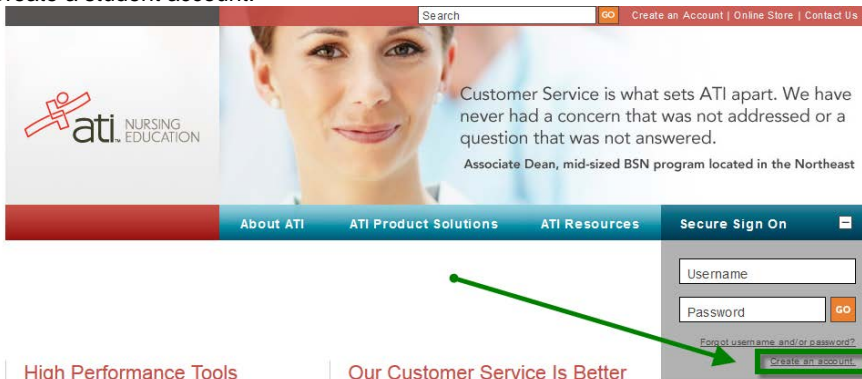 create a student account.
Search GO Create an Account | Online Store | Contact Us
Customer Service is what sets ATI apart. We have
never had a concern that was not addressed or a
question that was not answered.
Associate Dean, mid-sized BSN program located in the Northeast
ati NURSING
EDUCATION
About ATI ATI Product Solutions ATI Resources Secure Sign On
Username
Password GO
Forgot username and/or password?
Create an account.
High Performance Tools Our Customer Service Is Better